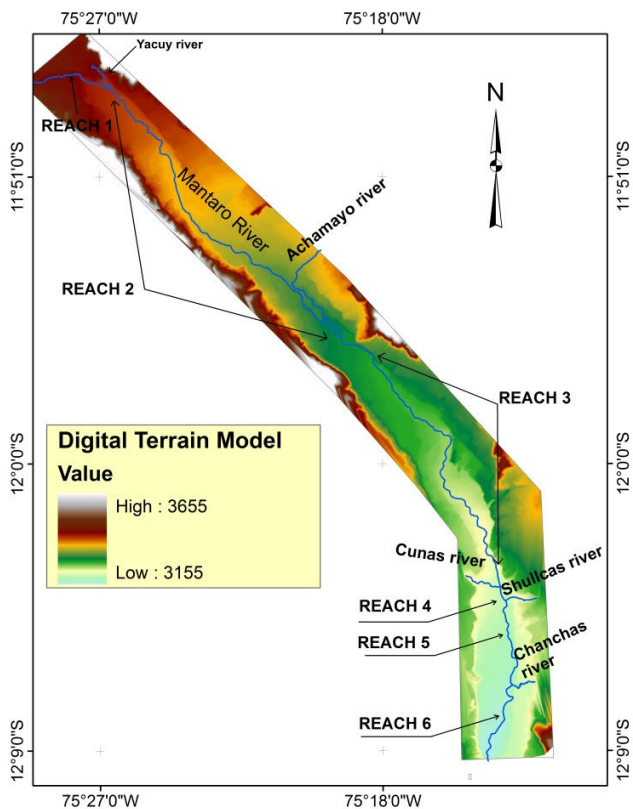 75°27'0"W
75°18'0"W
Yacuy river
N
REACH 1
11°51'0"S
11°51'0"S
Mantaro River
Achamayo river
REACH 2
REACH 3
Digital Terrain Model
Value
High : 3655
Low : 3155
12°0'0"S
12°0'0"S
Cunas river
Shullcas river
REACH 4
REACH 5
Chanchas
river
REACH 6
12°9'0"S
12°9'0"S
75°27'0"W
75°18'0"W